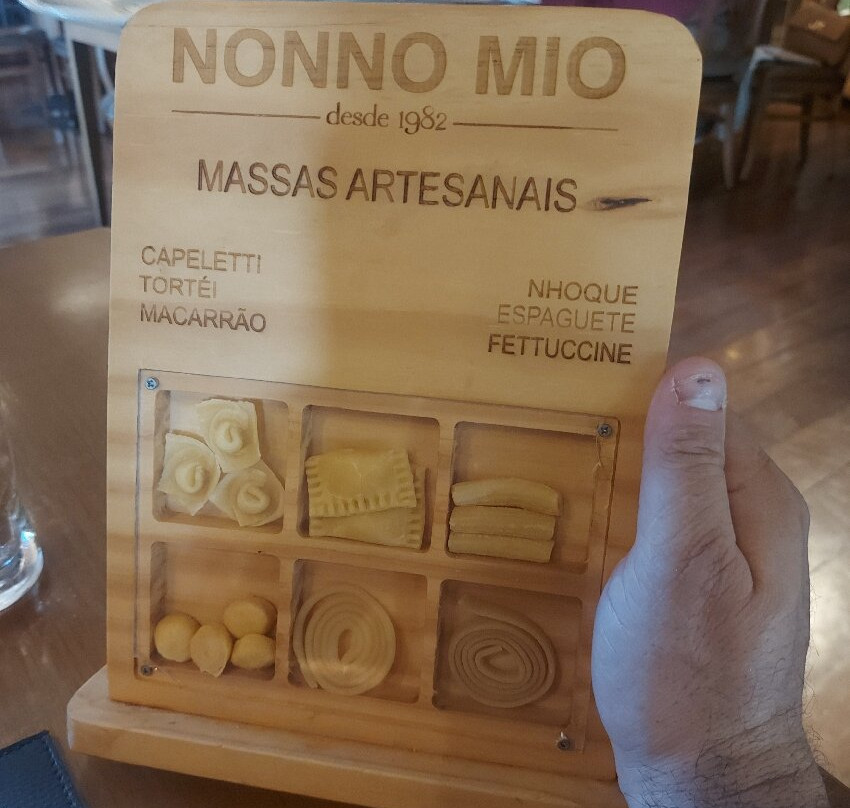 NONNO MIO
desde 1982
MASSAS ARTESANAIS
CAPELETTI
TORTÉI
MACARRÃO
NHOQUE
ESPAGUETE
FETTUCCINE